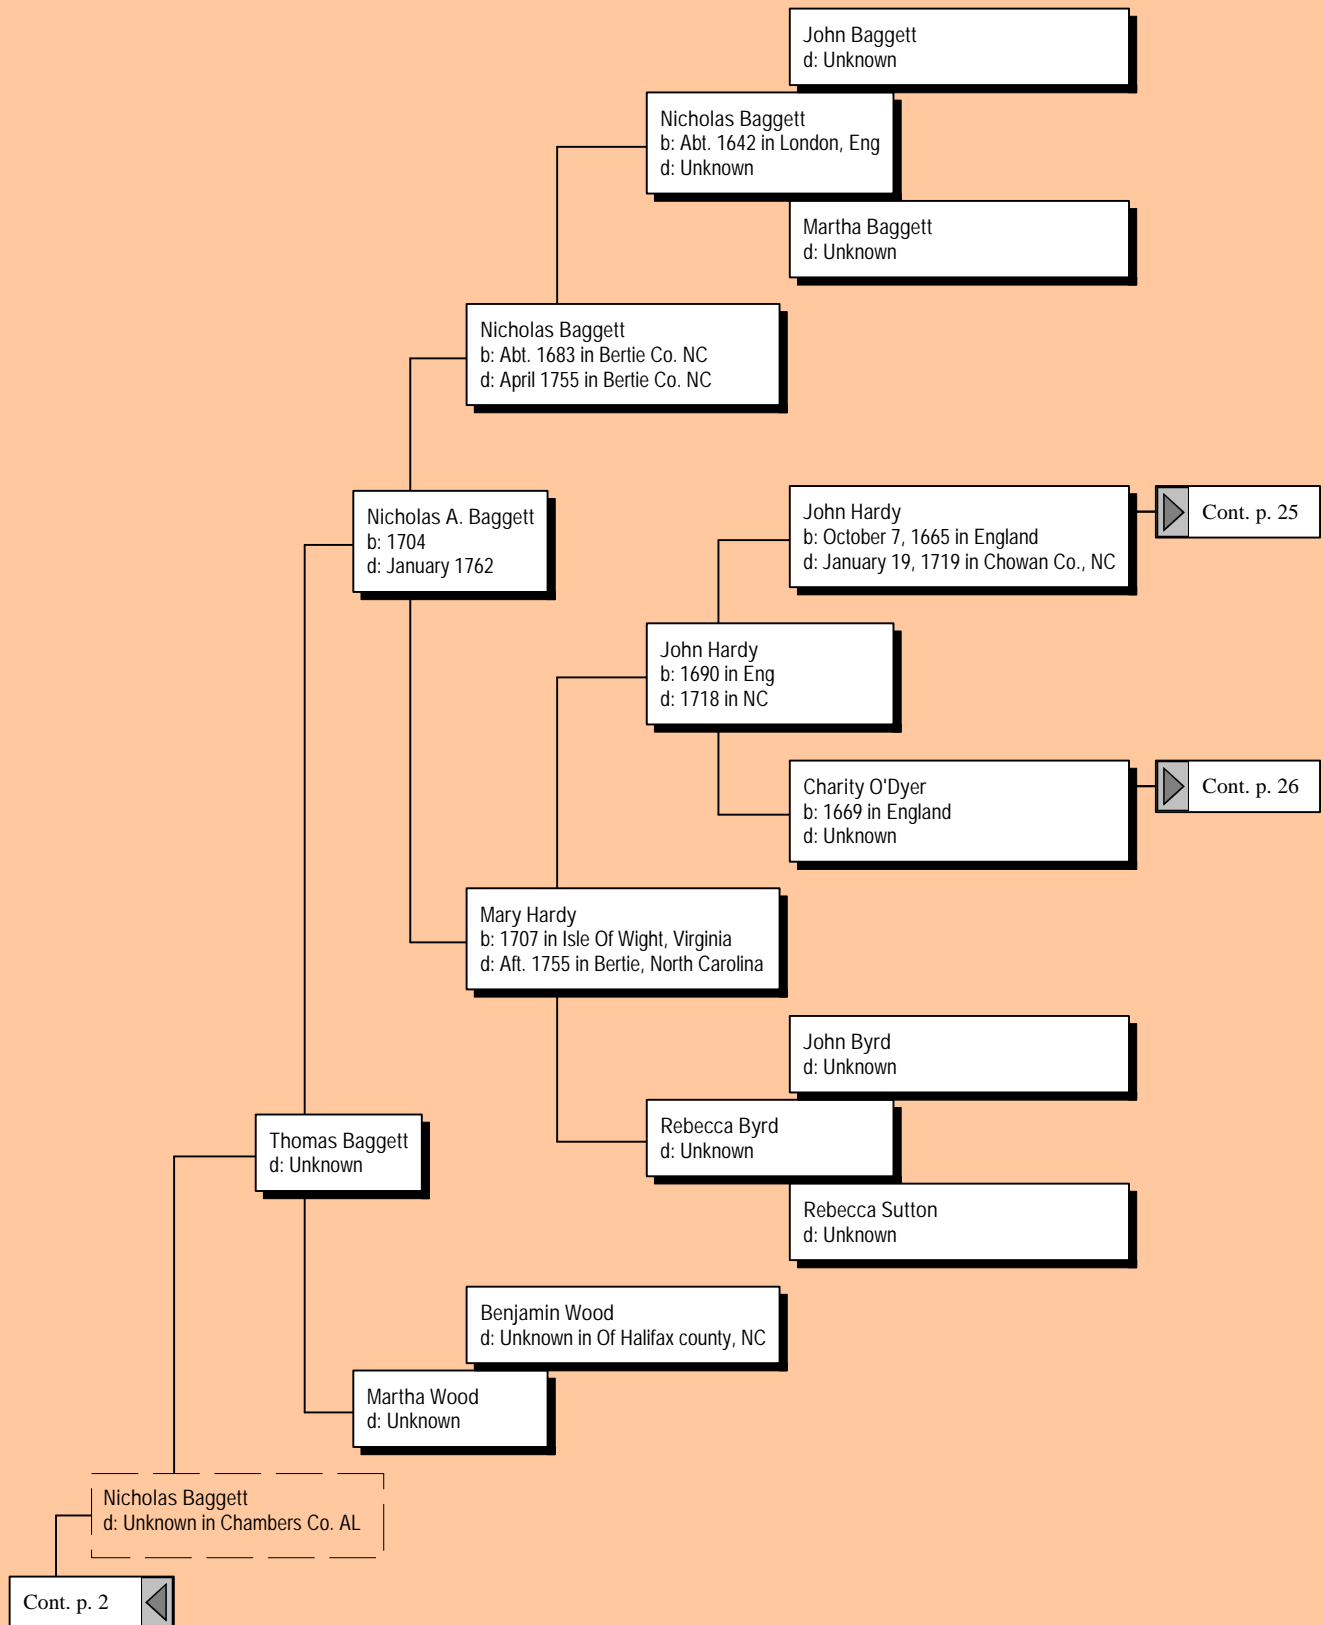 John Baggett
d: Unknown
Nicholas Baggett
b: Abt. 1642 in London, Eng
d: Unknown
Martha Baggett
d: Unknown
Nicholas Baggett
b: Abt. 1683 in Bertie Co. NC
d: April 1755 in Bertie Co. NC
Nicholas A. Baggett
b: 1704
d: January 1762
John Hardy
b: October 7, 1665 in England
d: January 19, 1719 in Chowan Co., NC
Cont. p. 25
John Hardy
b: 1690 in Eng
d: 1718 in NC
Charity O'Dyer
b: 1669 in England
d: Unknown
Cont. p. 26
Mary Hardy
b: 1707 in Isle Of Wight, Virginia
d: Aft. 1755 in Bertie, North Carolina
John Byrd
d: Unknown
Rebecca Byrd
d: Unknown
Thomas Baggett
d: Unknown
Rebecca Sutton
d: Unknown
Benjamin Wood
d: Unknown in Of Halifax county, NC
Martha Wood
d: Unknown
Nicholas Baggett
d: Unknown in Chambers Co. AL
Cont. p. 2